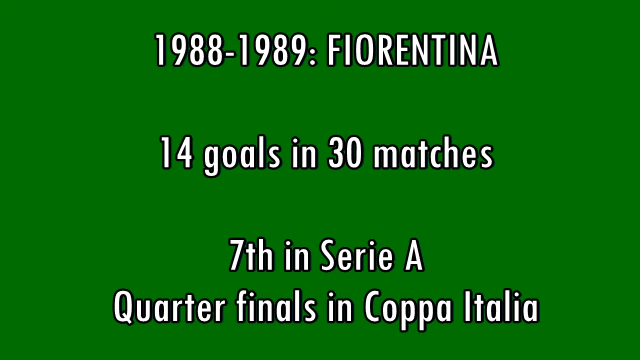 1988-1989: FIORENTINA
14 goals in 30 matches
7th in Serie A
Quarter finals in Coppa Italia